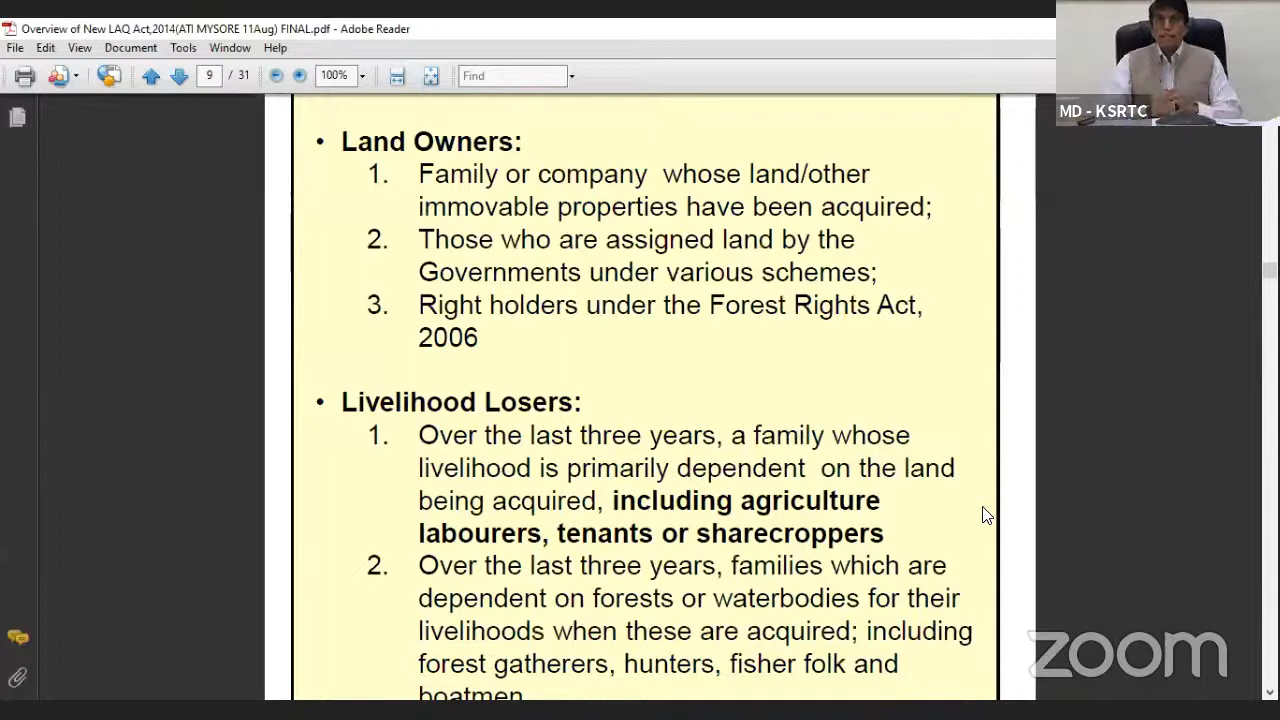 Overview of New LAQ Act,2014(ATI MYSORE 11Aug) FINAL.pdf - Adobe Reader
File Edit View Document Tools Window Help
9 / 31 100% Find
MD - KSRTC
• Land Owners:
1. Family or company whose land/other
immovable properties have been acquired;
2. Those who are assigned land by the
Governments under various schemes;
3. Right holders under the Forest Rights Act,
2006
• Livelihood Losers:
1. Over the last three years, a family whose
livelihood is primarily dependent on the land
being acquired, including agriculture
labourers, tenants or sharecroppers
2. Over the last three years, families which are
dependent on forests or waterbodies for their
livelihoods when these are acquired; including
forest gatherers, hunters, fisher folk and
boatmen
zoom